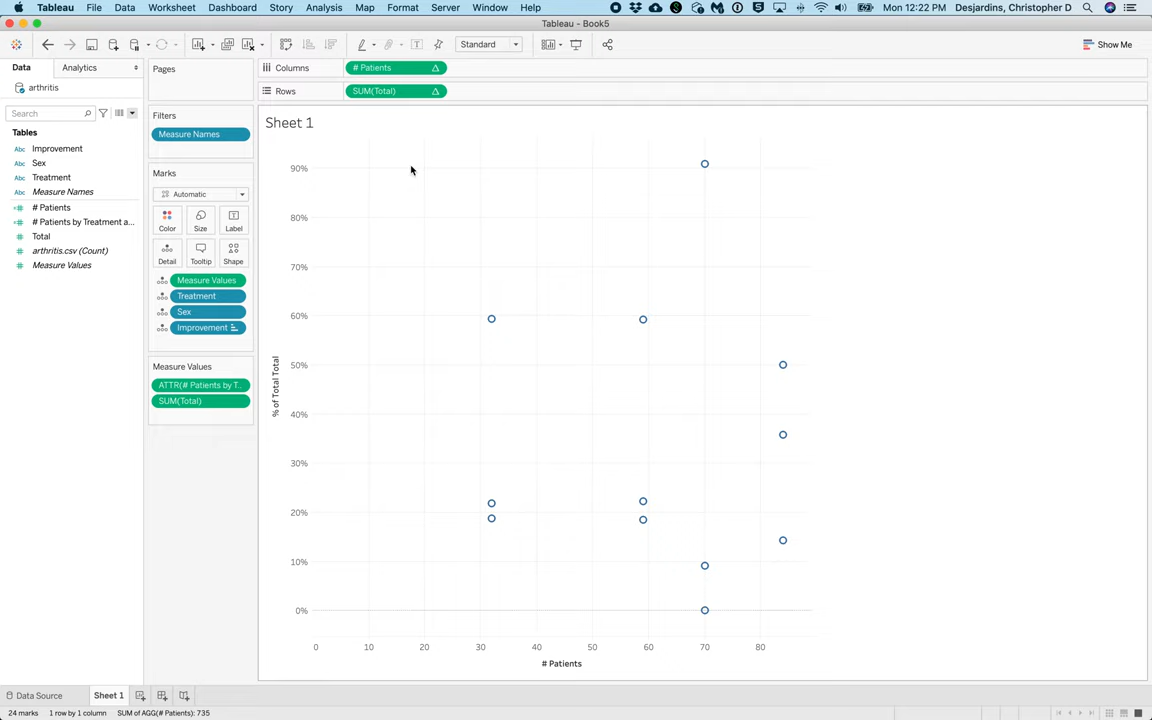 Tableau File Data Worksheet Dashboard Story Analysis Map Format Server Window Help Mon 12:22 PM Desjardins, Christopher D
Tableau - Book5
Standard Show Me
Data Analytics
arthritis
Search
Tables
Abc Improvement
Abc Sex
Abc Treatment
Abc Measure Names
# Patients
# Patients by Treatment a...
Total
arthritis.csv (Count)
Measure Values
Pages
Filters
Measure Names
Marks
Automatic
Color Size Label
Detail Tooltip Shape
Measure Values
Treatment
Sex
Improvement
Measure Values
ATTR(# Patients by T..
SUM(Total)
Columns # Patients
Rows SUM(Total)
Sheet 1
% of Total Total
90%
80%
70%
60%
50%
40%
30%
20%
10%
0%
0 10 20 30 40 50 60 70 80
# Patients
Data Source Sheet 1
24 marks 1 row by 1 column SUM of AGG(# Patients): 735